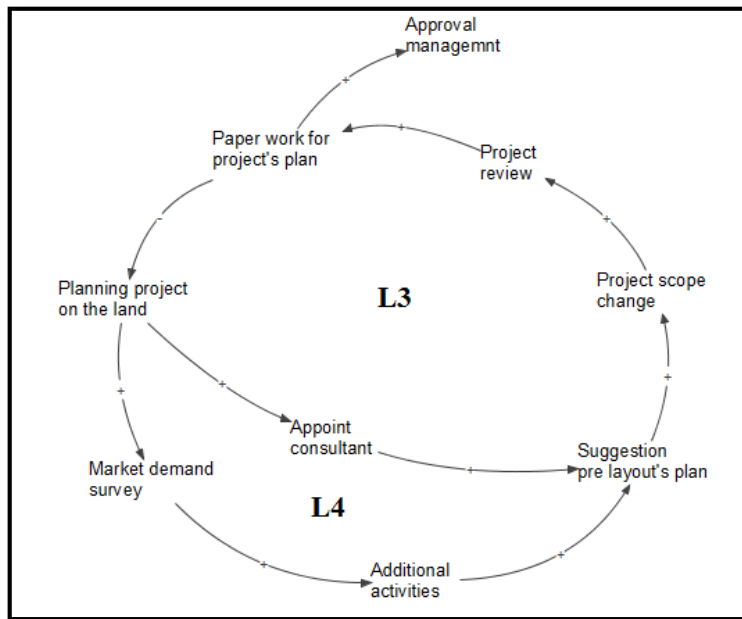 Approval
managemnt
+
Paper work for
project's plan
+
Project
review
-
+
Planning project
on the land
L3
Project scope
change
+
+
+
Appoint
consultant
Market demand
survey
+
Suggestion
pre layout's plan
L4
+
+
Additional
activities